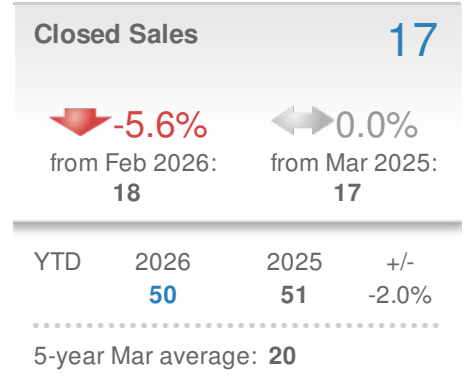 Closed Sales 17
-5.6% 0.0%
from Feb 2026: from Mar 2025:
18 17
YTD 2026 2025 +/-
50 51 -2.0%
5-year Mar average: 20